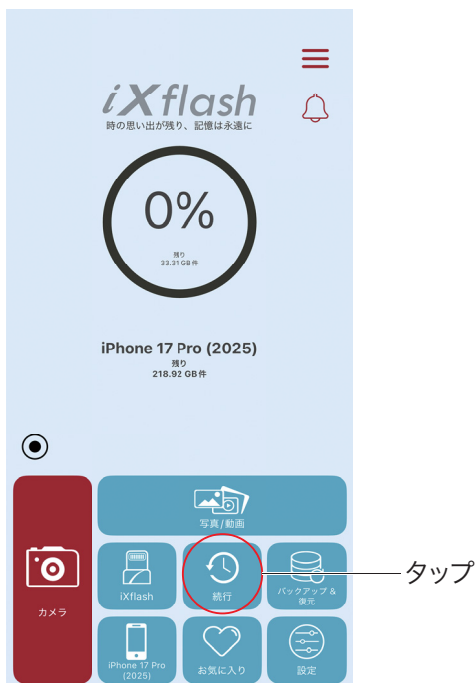 iXflash
時の思い出が残り、記憶は永遠に
0%
残り
33.31 GB 件
iPhone 17 Pro (2025)
残り
218.92 GB 件
写真/動画
カメラ
iXflash
続行
バックアップ &
復元
タップ
iPhone 17 Pro
(2025)
お気に入り
設定